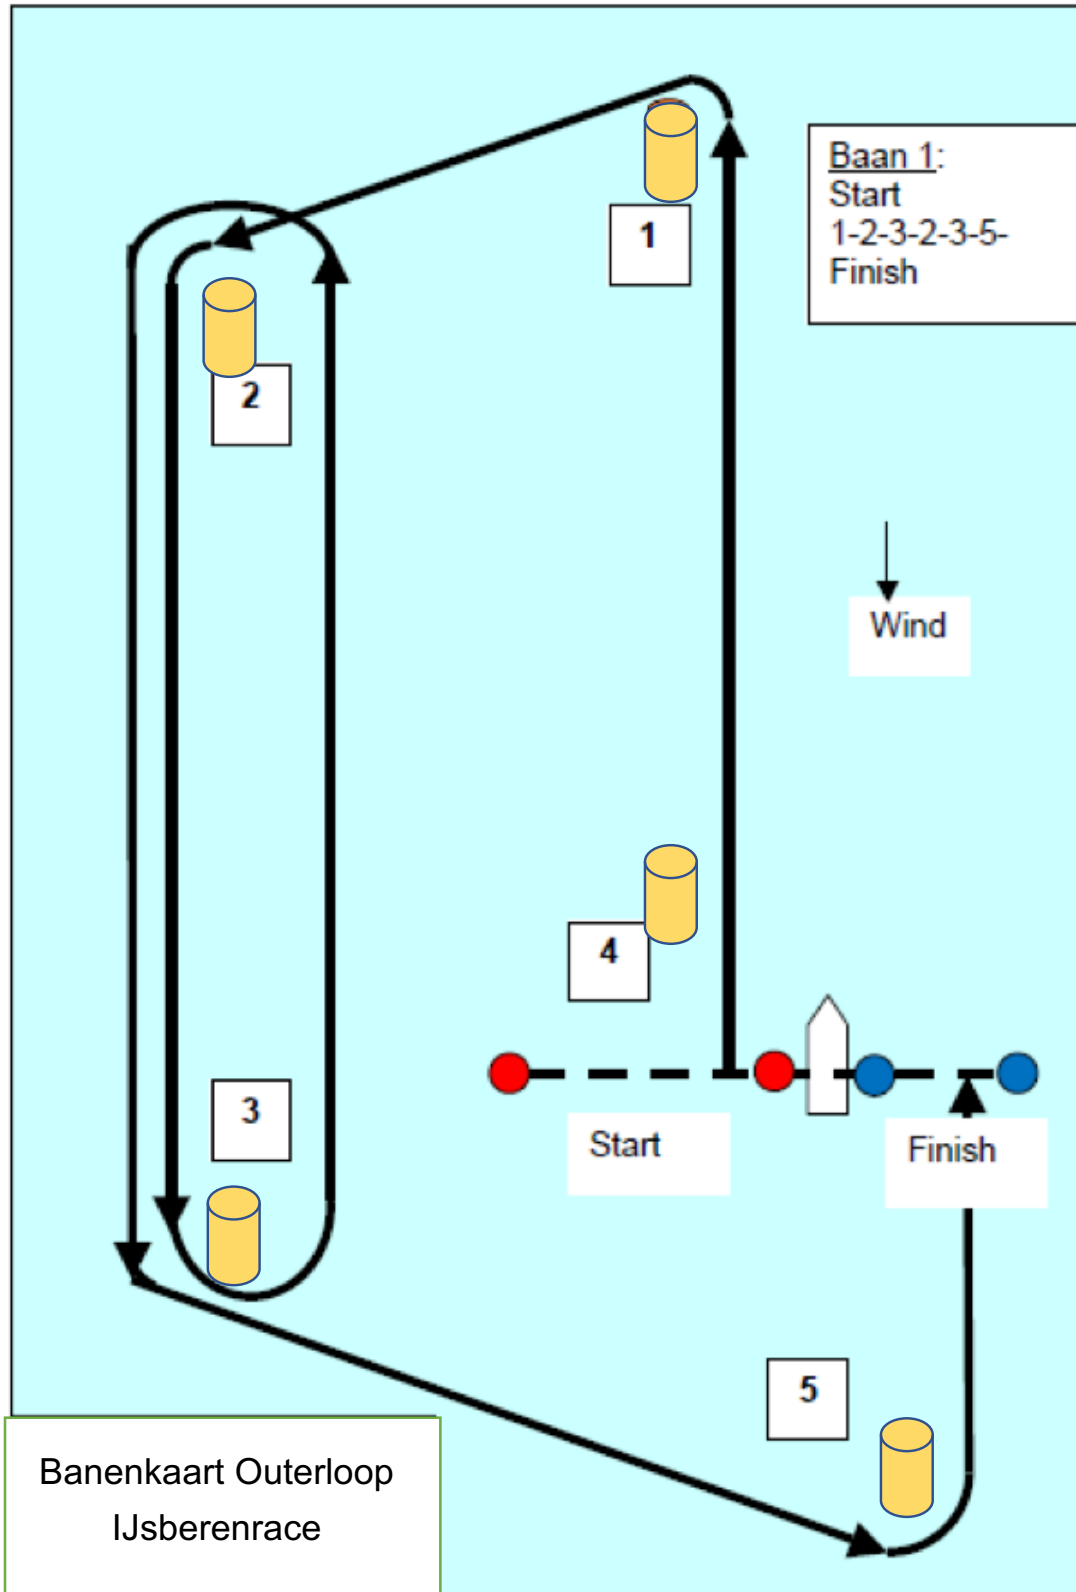 1
Baan 1:
Start
1-2-3-2-3-5-
Finish
2
Wind
4
3
Start
Finish
5
Banenkaart Outerloop
IJsberenrace